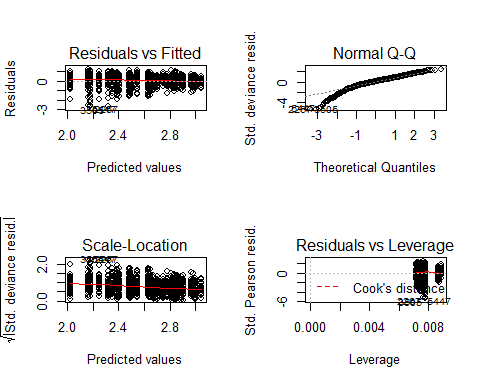 Residuals vs Fitted
Residuals
0
-3
2.0 2.4 2.8
Predicted values
Normal Q-Q
Std. deviance resid.
0
-4
-3 -1 1 2 3
Theoretical Quantiles
Scale-Location
√|Std. deviance resid.|
2.0
0.0
2.0 2.4 2.8
Predicted values
Residuals vs Leverage
Std. Pearson resid.
0
-6
Cook's distance
0.000 0.004 0.008
Leverage